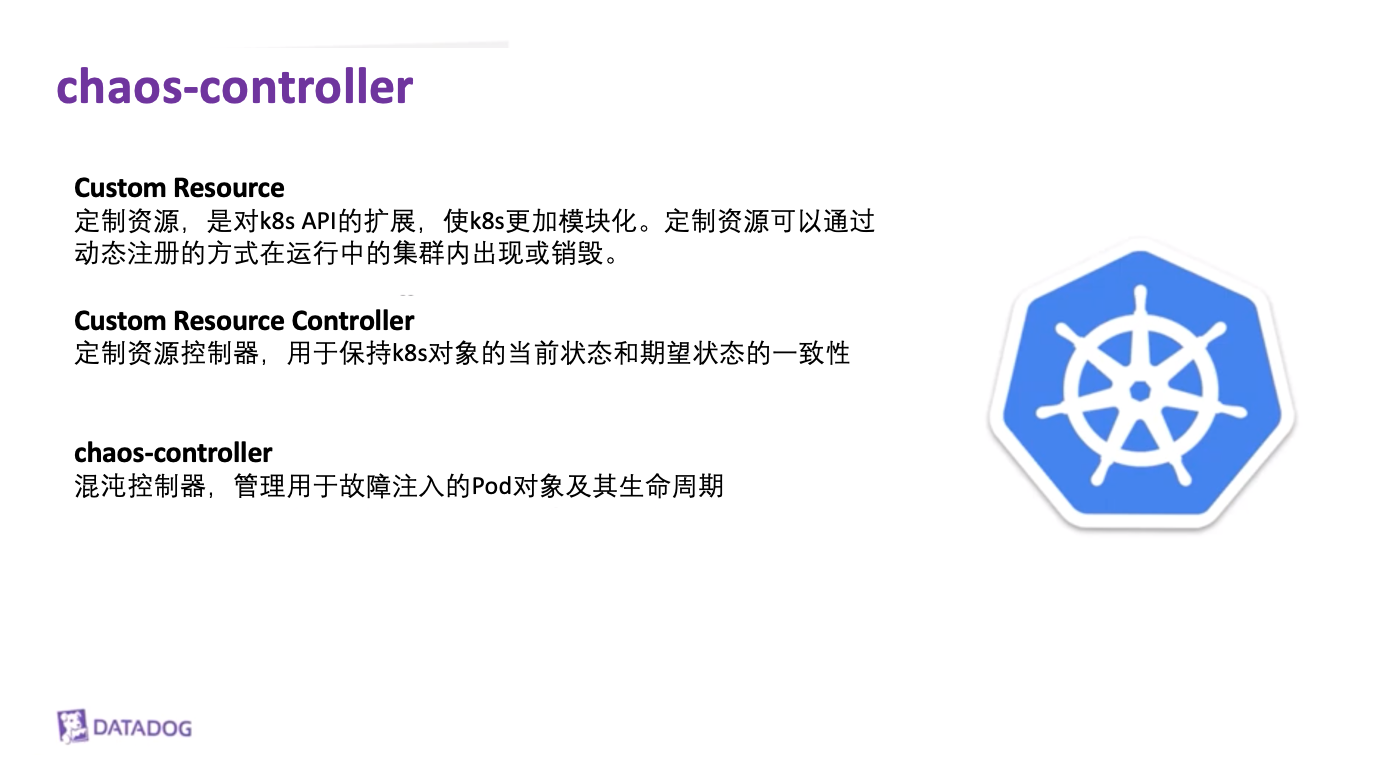 chaos-controller
Custom Resource
定制资源，是对k8s API的扩展，使k8s更加模块化。定制资源可以通过
动态注册的方式在运行中的集群内出现或销毁。
Custom Resource Controller
定制资源控制器，用于保持k8s对象的当前状态和期望状态的一致性
chaos-controller
混沌控制器，管理用于故障注入的Pod对象及其生命周期
DATADOG